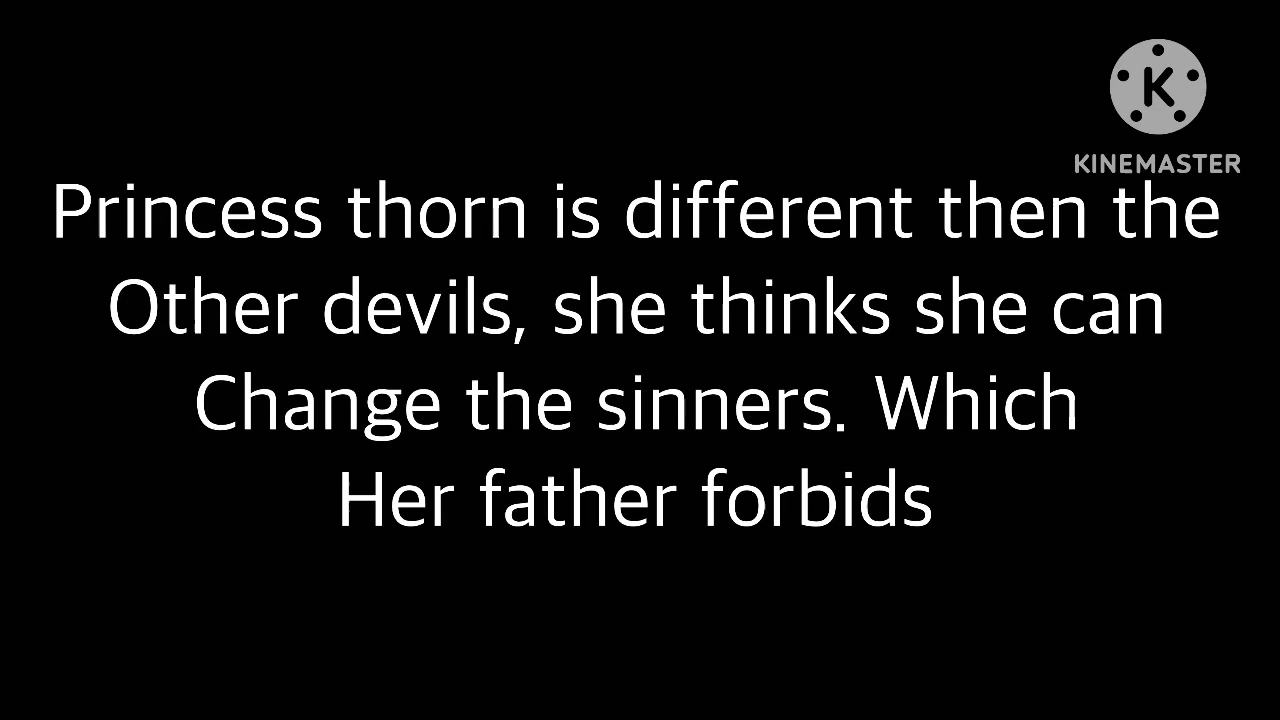 K
KINEMASTER
Princess thorn is different then the
Other devils, she thinks she can
Change the sinners. Which
Her father forbids